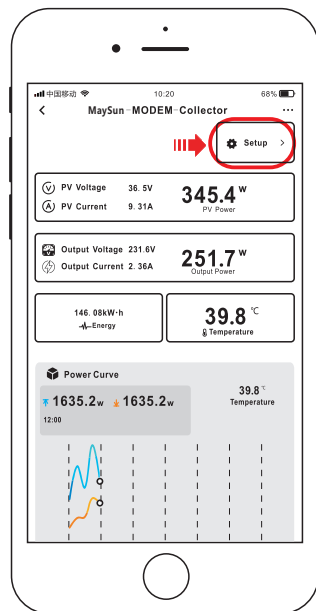 中国移动 10:20 68%
MaySun-MODEM-Collector ...
Setup >
V PV Voltage 36.5V
A PV Current 9.31A
345.4 W
PV Power
Output Voltage 231.6V
Output Current 2.36A
251.7 W
Output Power
146.08kW·h
Energy
39.8 ℃
Temperature
Power Curve
1635.2w 1635.2w
12:00
39.8 ℃
Temperature